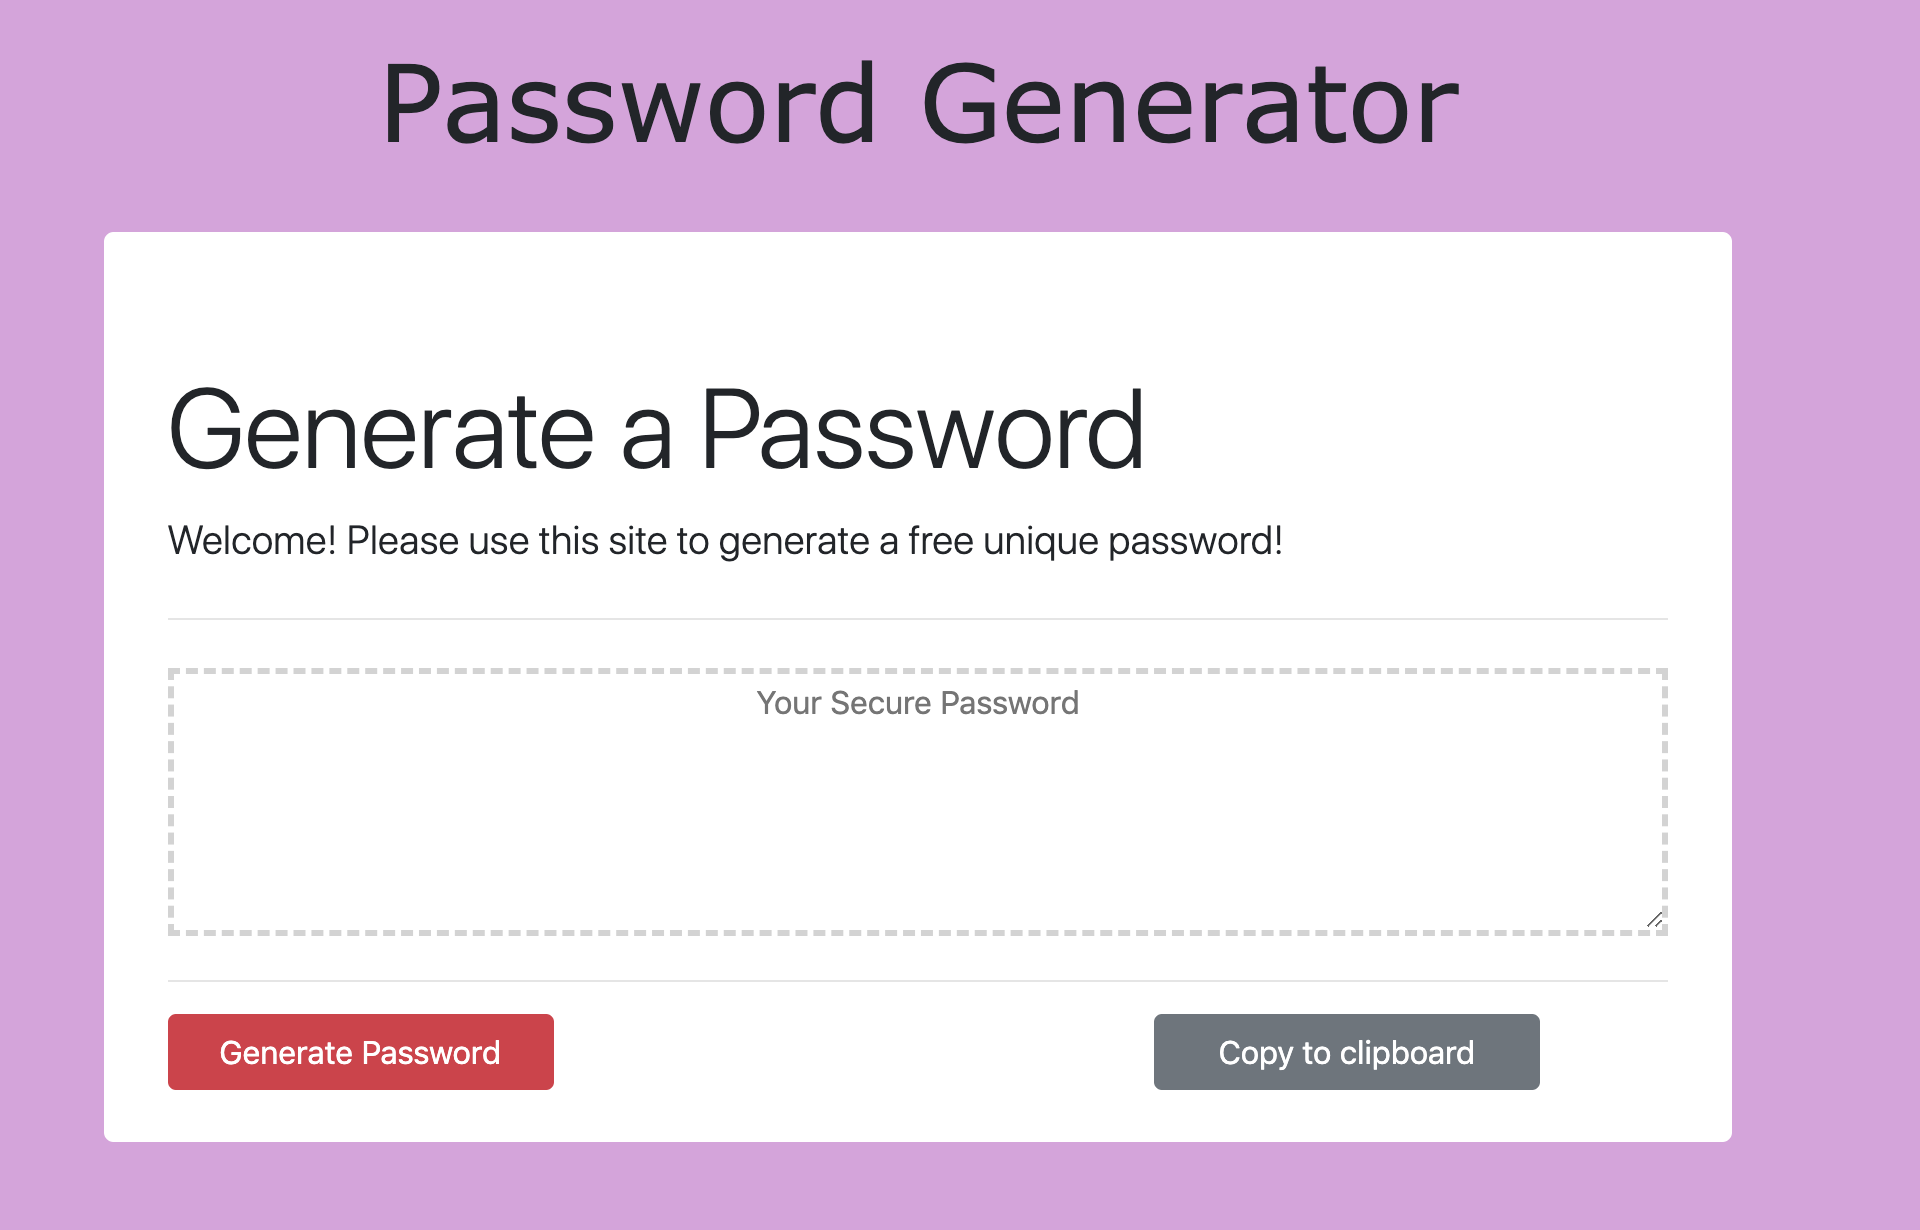 Password Generator
Generate a Password
Welcome! Please use this site to generate a free unique password!
Your Secure Password
Generate Password
Copy to clipboard